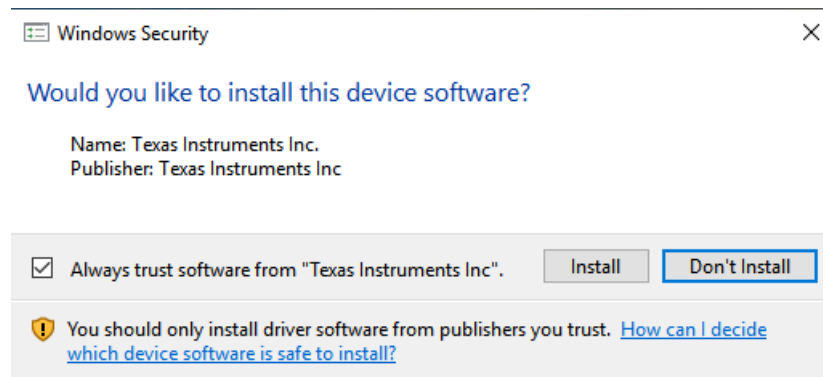 Windows Security
Would you like to install this device software?
Name: Texas Instruments Inc.
Publisher: Texas Instruments Inc
Always trust software from "Texas Instruments Inc".
Install
Don't Install
You should only install driver software from publishers you trust. How can I decide
which device software is safe to install?